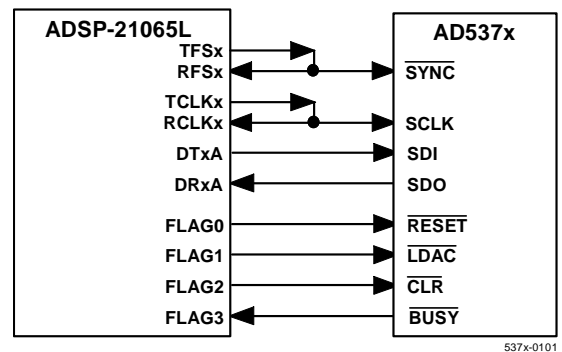 ADSP-21065L
AD537x
TFSx
RFSx
SYNC
TCLKx
RCLKx
SCLK
DTxA
SDI
DRxA
SDO
FLAG0
RESET
FLAG1
LDAC
FLAG2
CLR
FLAG3
BUSY
537x-0101